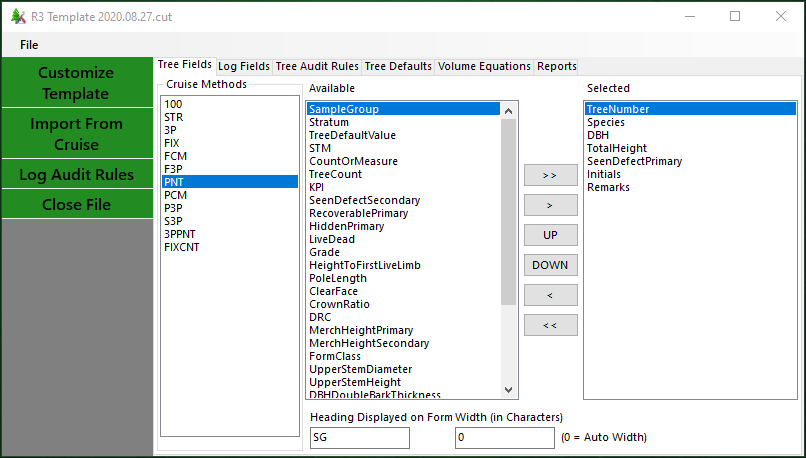 R3 Template 2020.08.27.cut
File
Customize
Template
Import From
Cruise
Log Audit Rules
Close File
Tree Fields Log Fields Tree Audit Rules Tree Defaults Volume Equations Reports
Cruise Methods
100
STR
3P
FIX
FCM
F3P
PNT
PCM
P3P
S3P
3PPNT
FIXCNT
Available
SampleGroup
Stratum
TreeDefaultValue
STM
CountOrMeasure
TreeCount
KPI
SeenDefectSecondary
RecoverablePrimary
HiddenPrimary
LiveDead
Grade
HeightToFirstLiveLimb
PoleLength
ClearFace
CrownRatio
DRC
MerchHeightPrimary
MerchHeightSecondary
FormClass
UpperStemDiameter
UpperStemHeight
DBHDoubleBarkThickness
>>
>
UP
DOWN
<
<<
Selected
TreeNumber
Species
DBH
TotalHeight
SeenDefectPrimary
Initials
Remarks
Heading Displayed on Form Width (in Characters)
SG 0 (0 = Auto Width)